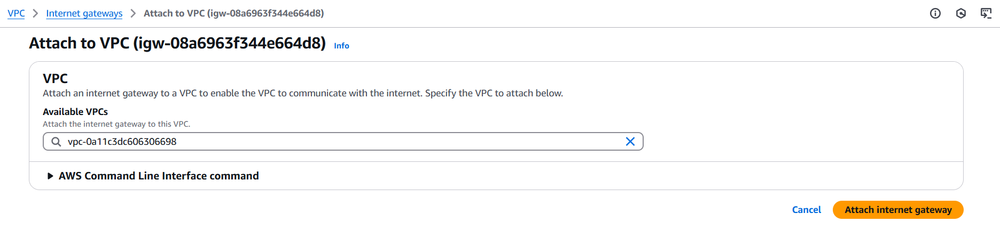 VPC > Internet gateways > Attach to VPC (igw-08a6963f344e664d8)
Attach to VPC (igw-08a6963f344e664d8) Info
VPC
Attach an internet gateway to a VPC to enable the VPC to communicate with the internet. Specify the VPC to attach below.
Available VPCs
Attach the internet gateway to this VPC.
vpc-0a11c3dc606306698
AWS Command Line Interface command
Cancel Attach internet gateway